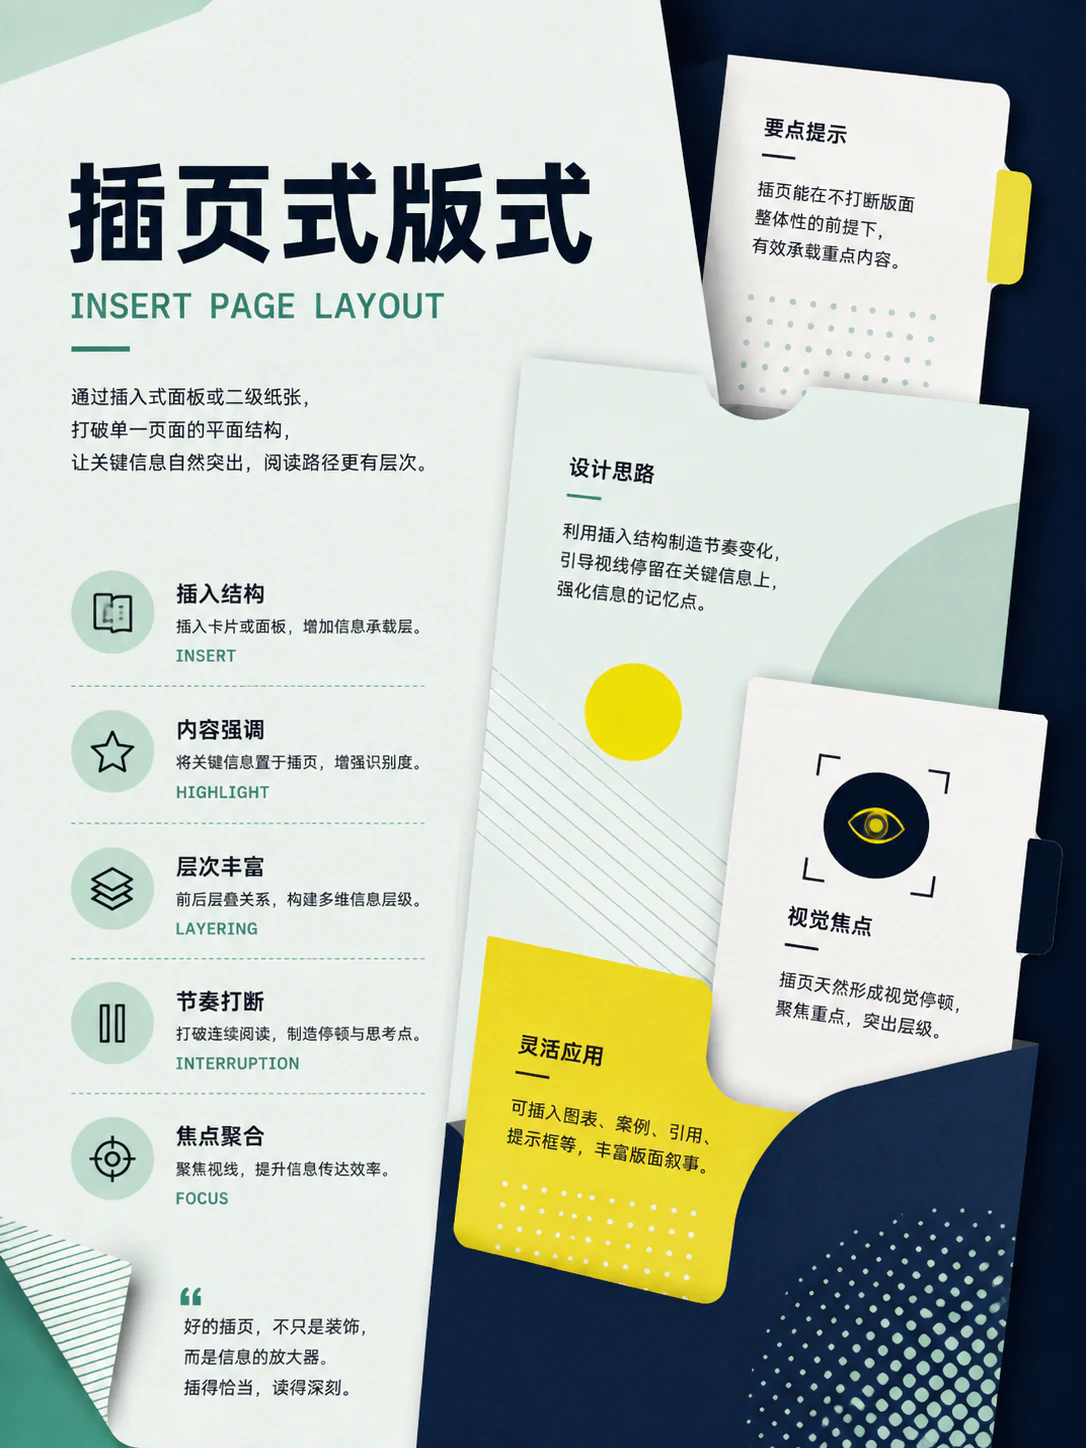 插页式版式
INSERT PAGE LAYOUT
通过插入式面板或二级纸张，
打破单一页面的平面结构，
让关键信息自然突出，阅读路径更有层次。
插入结构
插入卡片或面板，增加信息承载层。
INSERT
内容强调
将关键信息置于插页，增强识别度。
HIGHLIGHT
层次丰富
前后层叠关系，构建多维信息层级。
LAYERING
节奏打断
打破连续阅读，制造停顿与思考点。
INTERRUPTION
焦点聚合
聚焦视线，提升信息传达效率。
FOCUS
“
好的插页，不只是装饰，
而是信息的放大器。
插得恰当，读得深刻。
要点提示
插页能在不打断版面
整体性的前提下，
有效承载重点内容。
设计思路
利用插入结构制造节奏变化，
引导视线停留在关键信息上，
强化信息的记忆点。
视觉焦点
插页天然形成视觉停顿，
聚焦重点，突出层级。
灵活应用
可插入图表、案例、引用、
提示框等，丰富版面叙事。